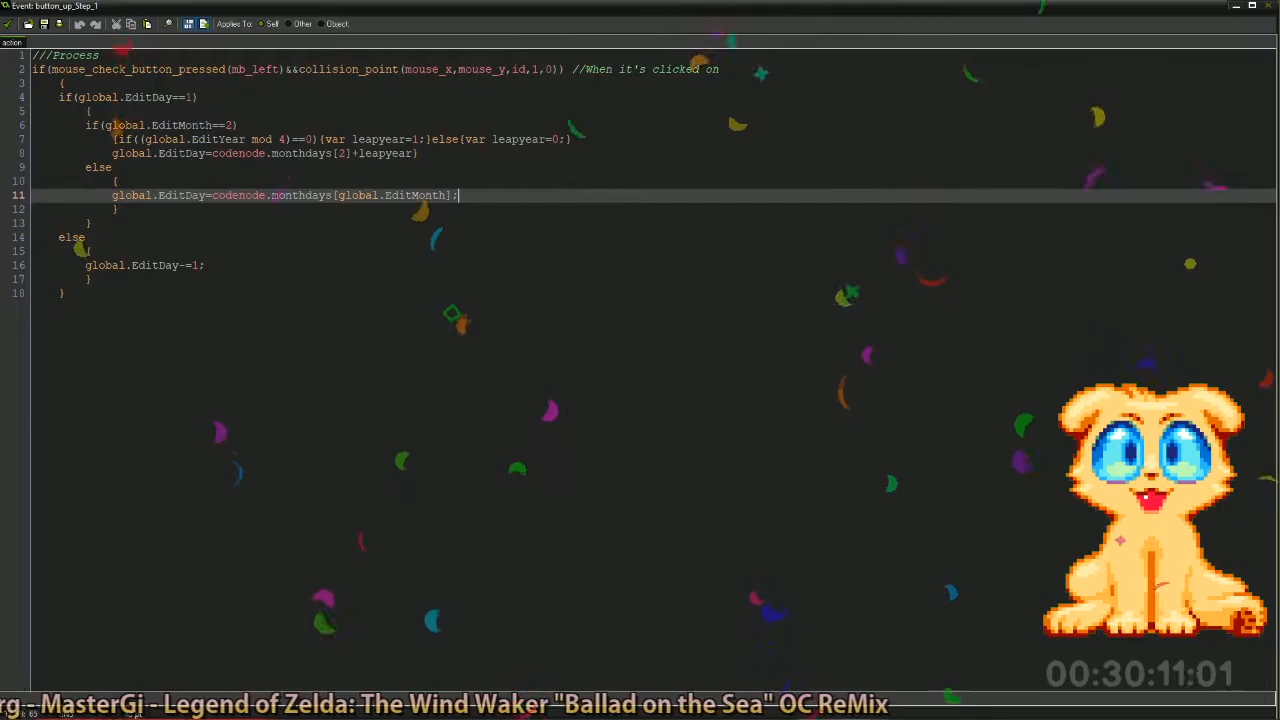 Event: button_up_Step_1
Applies To: Self Other Object:
action
1 ///Process
2 if(mouse_check_button_pressed(mb_left)&&collision_point(mouse_x,mouse_y,id,1,0)) //When it's clicked on
3 {
4 if(global.EditDay==1)
5 {
6 if(global.EditMonth==2)
7 {if((global.EditYear mod 4)==0){var leapyear=1;}else{var leapyear=0;}
8 global.EditDay=codenode.monthdays[2]+leapyear}
9 else
10 {
11 global.EditDay=codenode.monthdays[global.EditMonth];
12 }
13 }
14 else
15 {
16 global.EditDay-=1;
17 }
18 }
00:30:11:01
rg - MasterGi - Legend of Zelda: The Wind Waker "Ballad on the Sea" OC ReMix